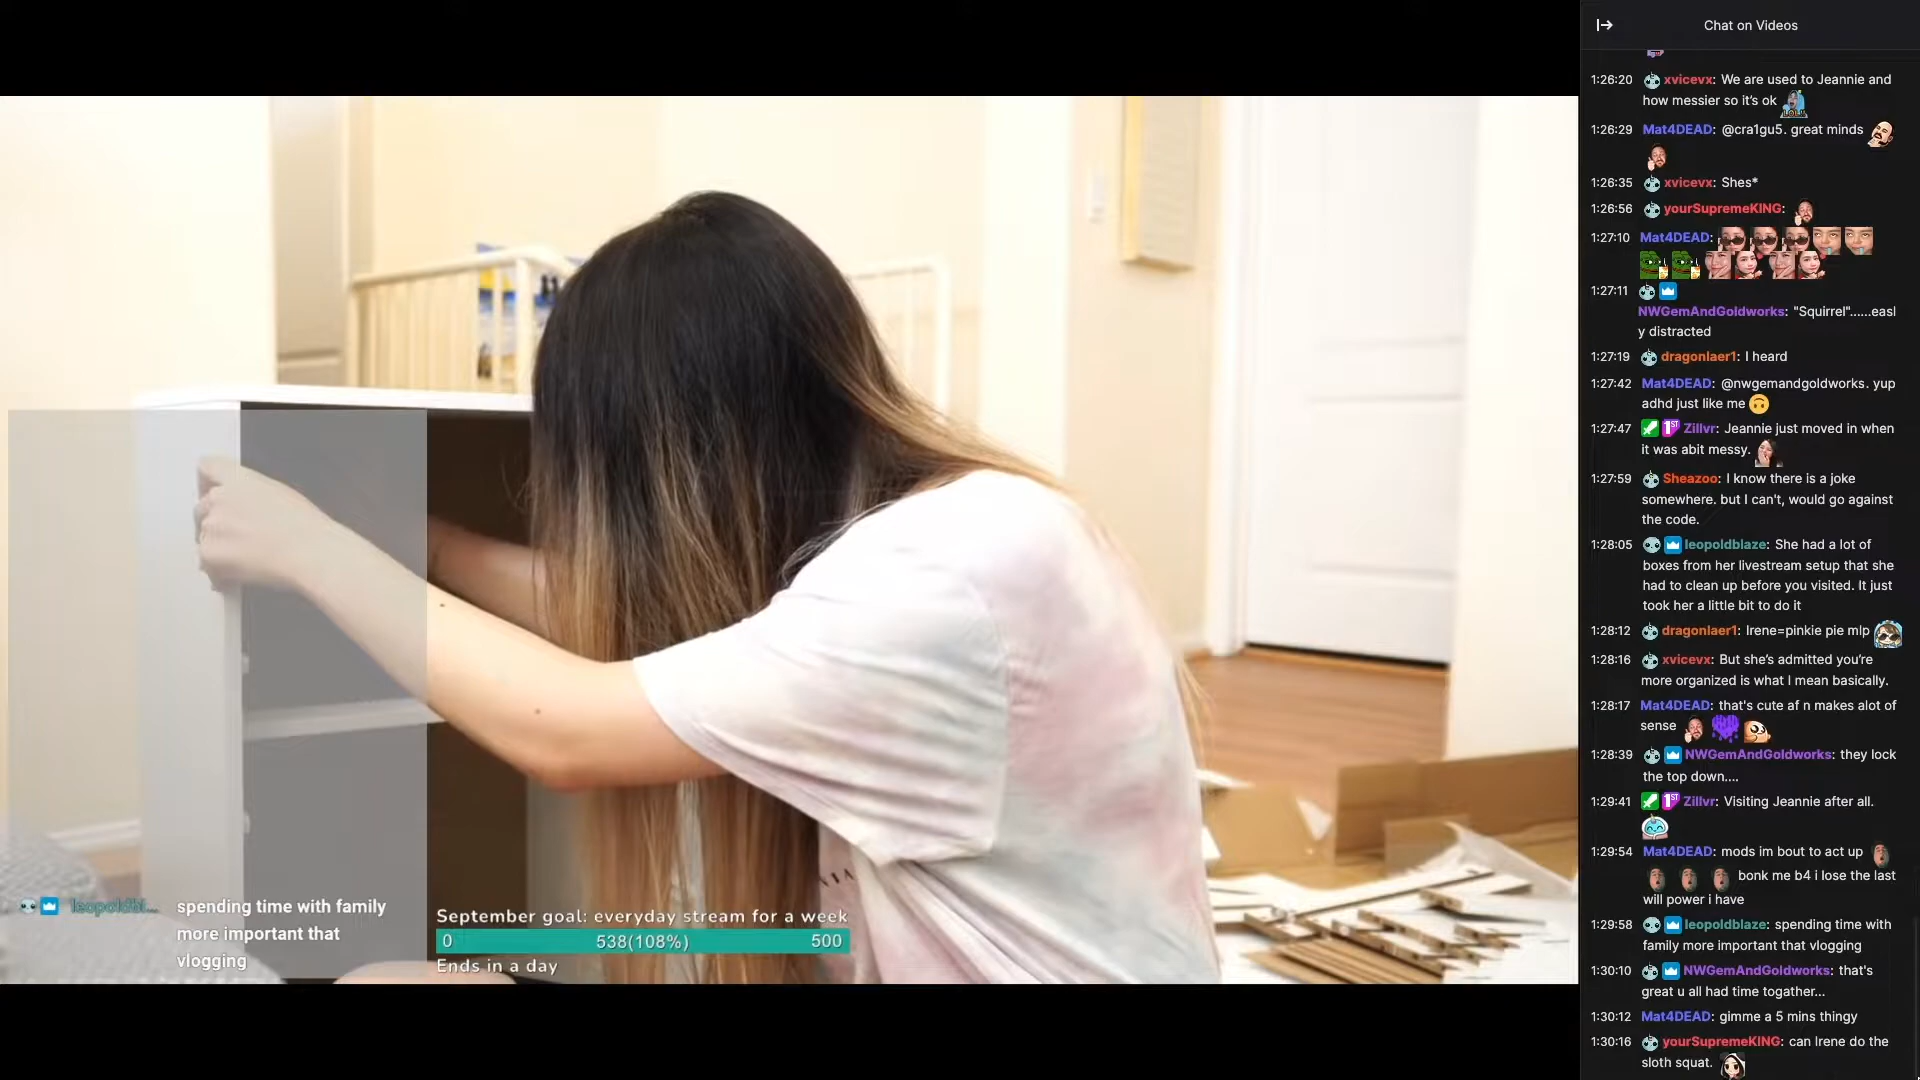 Chat on Videos
1:26:20 xvicevx: We are used to Jeannie and
how messier so it's ok
1:26:29 Mat4DEAD: @cra1gu5. great minds
1:26:35 xvicevx: Shes*
1:26:56 yourSupremeKING:
1:27:10 Mat4DEAD:
1:27:11
NWGemAndGoldworks: "Squirrel"......easl
y distracted
1:27:19 dragonlaer1: I heard
1:27:42 Mat4DEAD: @nwgemandgoldworks. yup
adhd just like me
1:27:47 1ST Zillvr: Jeannie just moved in when
it was abit messy.
1:27:59 Sheazoo: I know there is a joke
somewhere. but I can't, would go against
the code.
1:28:05 leopoldblaze: She had a lot of
boxes from her livestream setup that she
had to clean up before you visited. It just
took her a little bit to do it
1:28:12 dragonlaer1: Irene=pinkie pie mlp
1:28:16 xvicevx: But she's admitted you're
more organized is what I mean basically.
1:28:17 Mat4DEAD: that's cute af n makes alot of
sense
1:28:39 NWGemAndGoldworks: they lock
the top down....
1:29:41 1ST Zillvr: Visiting Jeannie after all.
1:29:54 Mat4DEAD: mods im bout to act up
bonk me b4 i lose the last
will power i have
1:29:58 leopoldblaze: spending time with
family more important that vlogging
1:30:10 NWGemAndGoldworks: that's
great u all had time togather...
1:30:12 Mat4DEAD: gimme a 5 mins thingy
1:30:16 yourSupremeKING: can Irene do the
sloth squat.
leopoldbl... spending time with family
more important that
vlogging
September goal: everyday stream for a week
0 538(108%) 500
Ends in a day